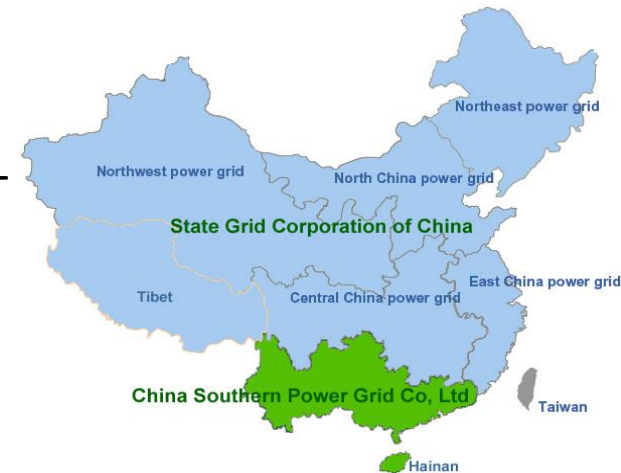 Northeast power grid
Northwest power grid
North China power grid
State Grid Corporation of China
East China power grid
Tibet
Central China power grid
China Southern Power Grid Co, Ltd
Taiwan
Hainan